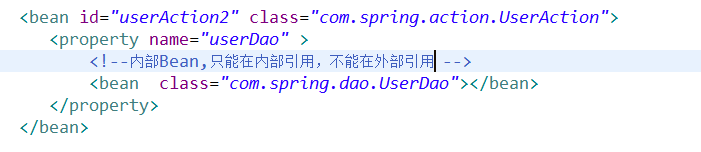 <bean id="userAction2" class="com.spring.action.UserAction">
<property name="userDao" >
<!--内部Bean,只能在内部引用，不能在外部引用 -->
<bean  class="com.spring.dao.UserDao"></bean>
</property>
</bean>